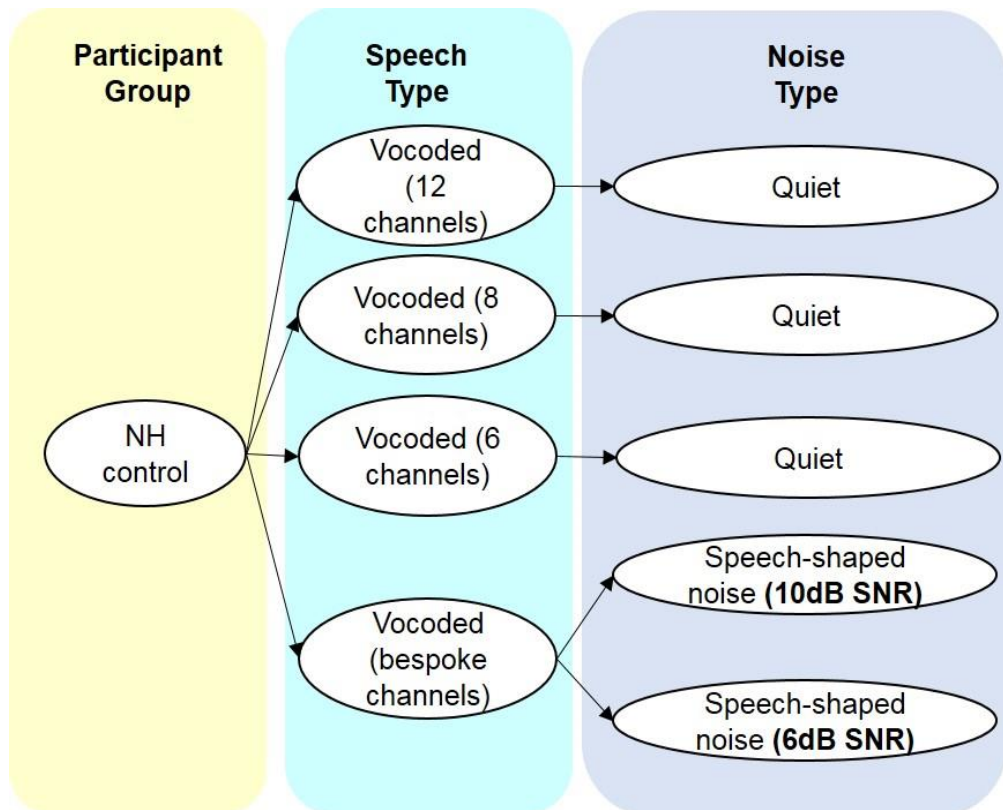 Participant
Group
Speech
Type
Noise
Type
NH
control
Vocoded
(12
channels)
Vocoded (8
channels)
Vocoded (6
channels)
Vocoded
(bespoke
channels)
Quiet
Quiet
Quiet
Speech-shaped
noise (10dB SNR)
Speech-shaped
noise (6dB SNR)